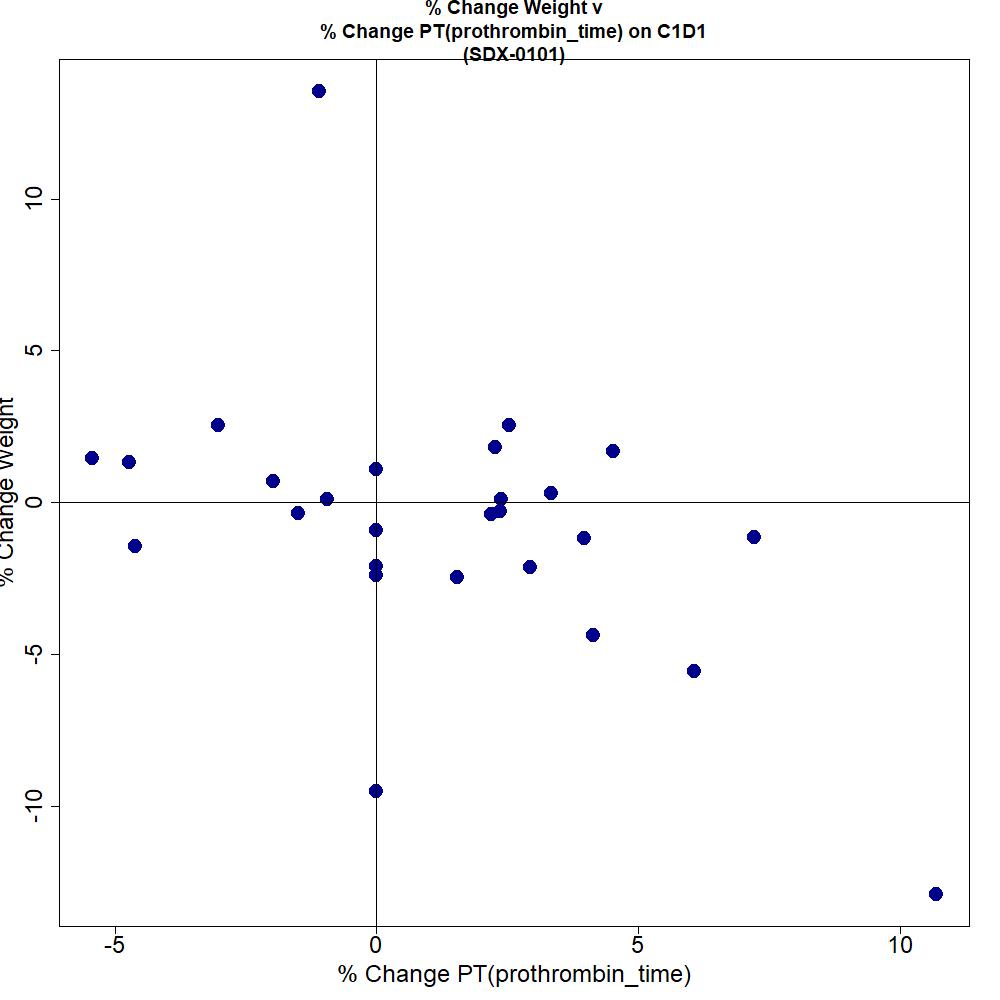 % Change Weight v
% Change PT(prothrombin_time) on C1D1
(SDX-0101)
% Change Weight
10
5
0
-5
-10
-5
0
5
10
% Change PT(prothrombin_time)